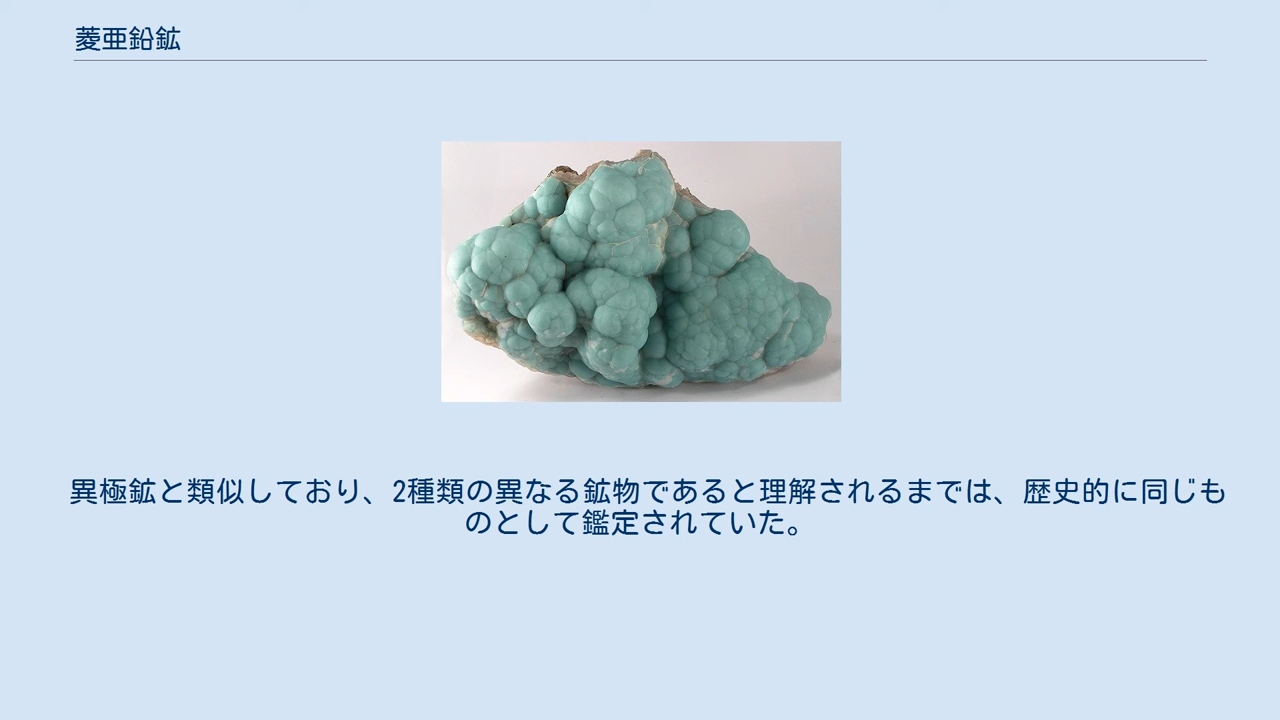 菱亜鉛鉱
異極鉱と類似しており、2種類の異なる鉱物であると理解されるまでは、歴史的に同じも
のとして鑑定されていた。